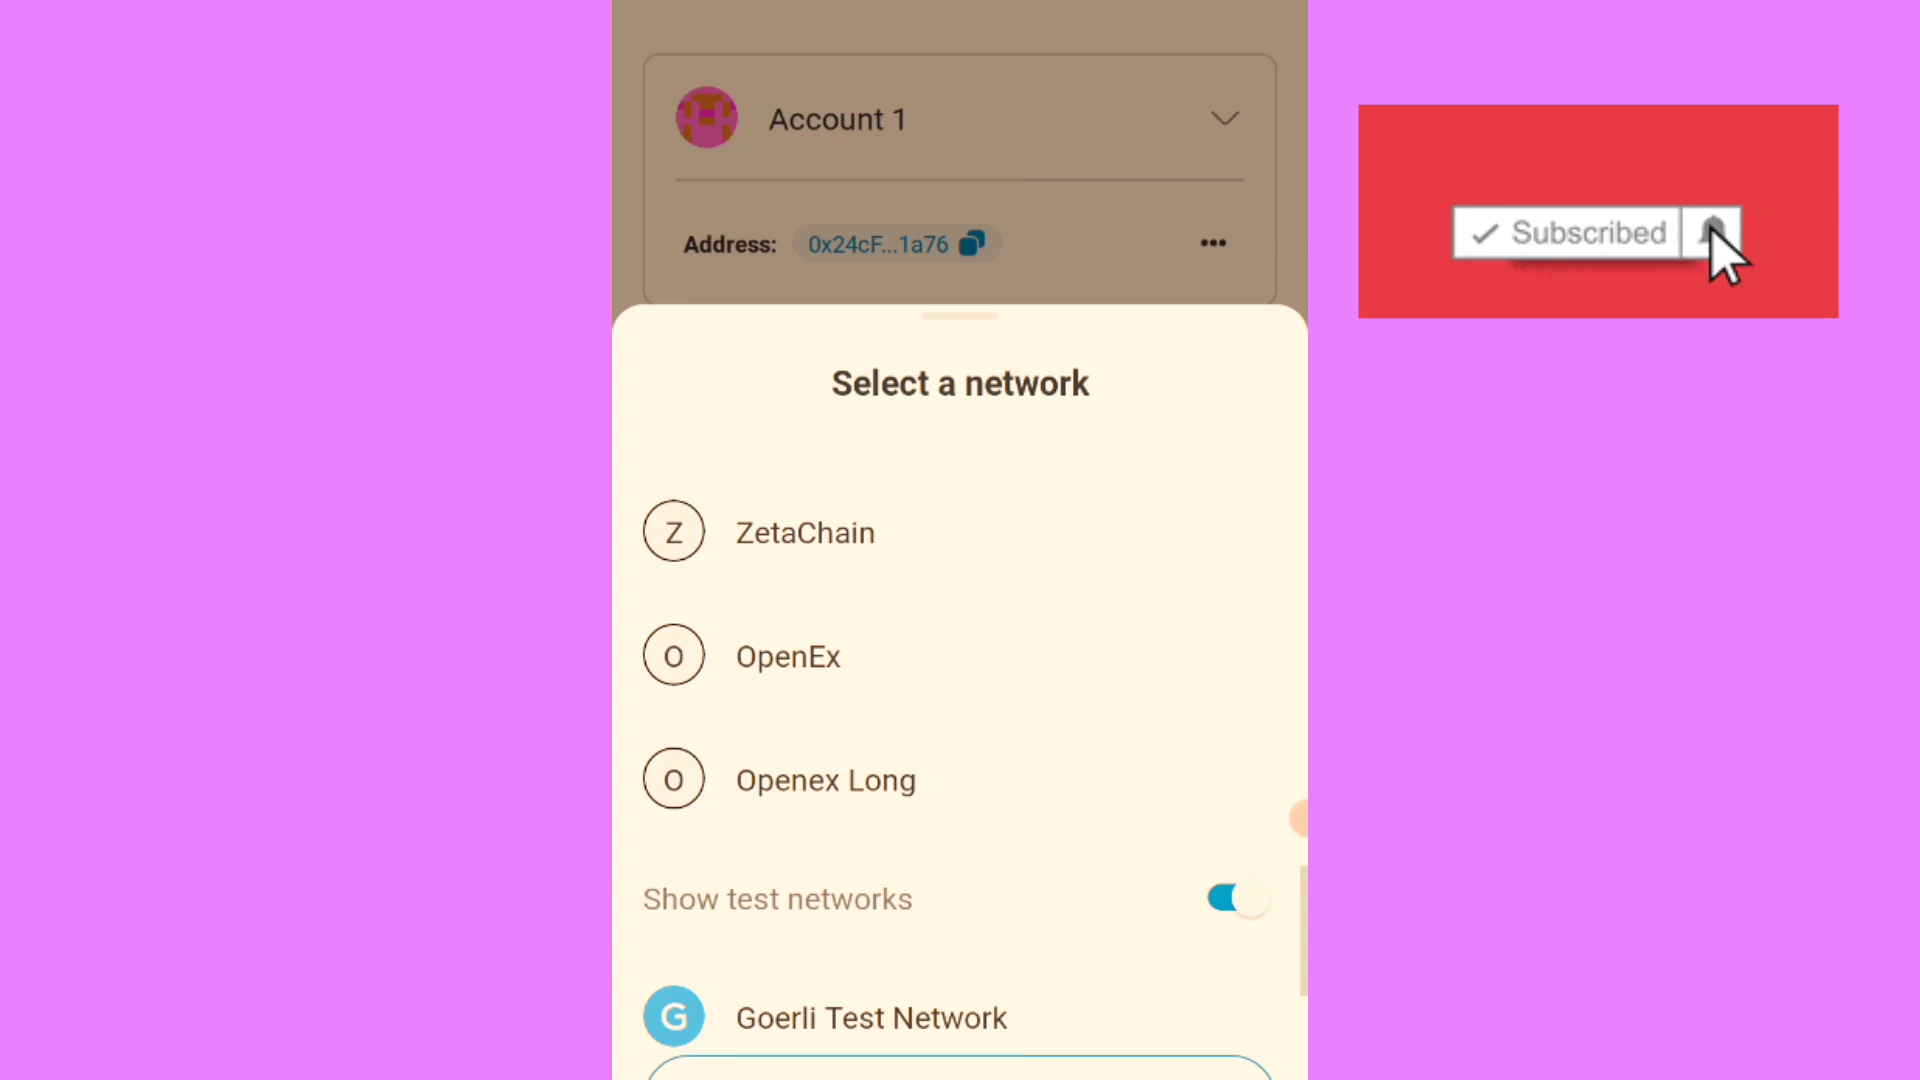 Account 1
Address: 0x24cF...1a76
Subscribed
Select a network
Z ZetaChain
O OpenEx
O Openex Long
Show test networks
G Goerli Test Network